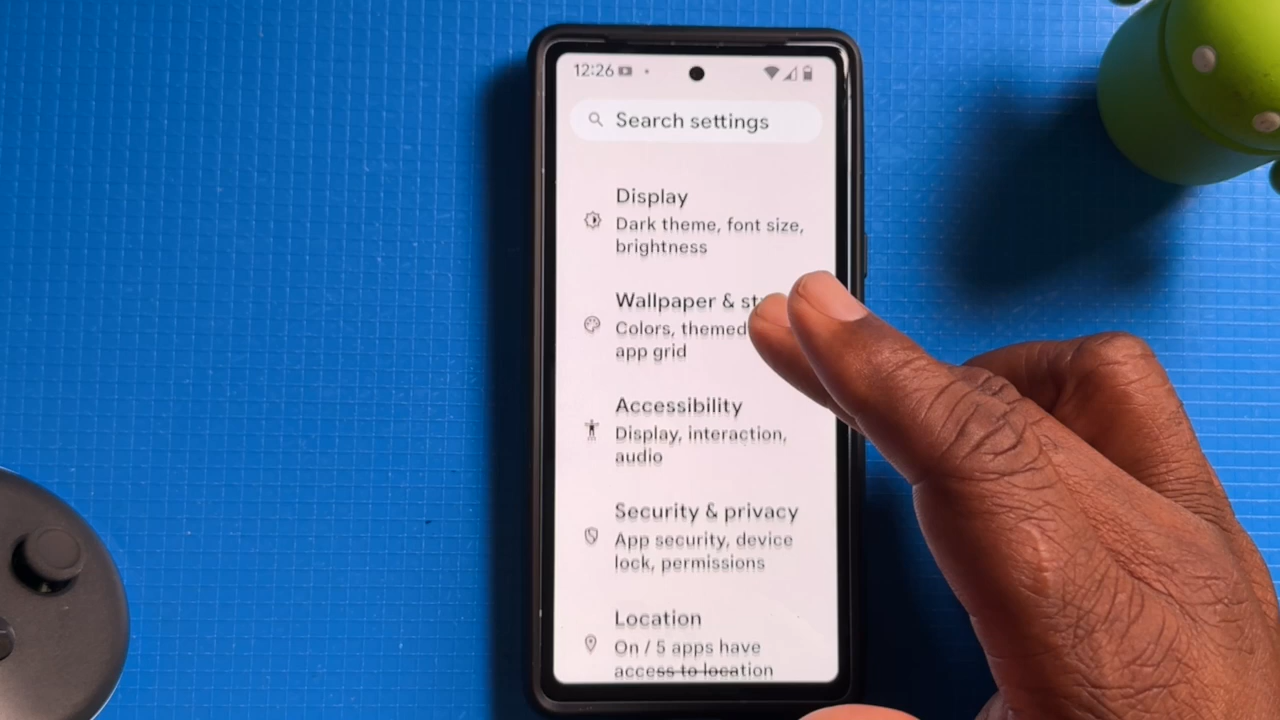 12:26
Search settings
Display
Dark theme, font size,
brightness
Wallpaper &
Colors, themed
app grid
Accessibility
Display, interaction,
audio
Security & privacy
App security, device
lock, permissions
Location
On / 5 apps have
access to location